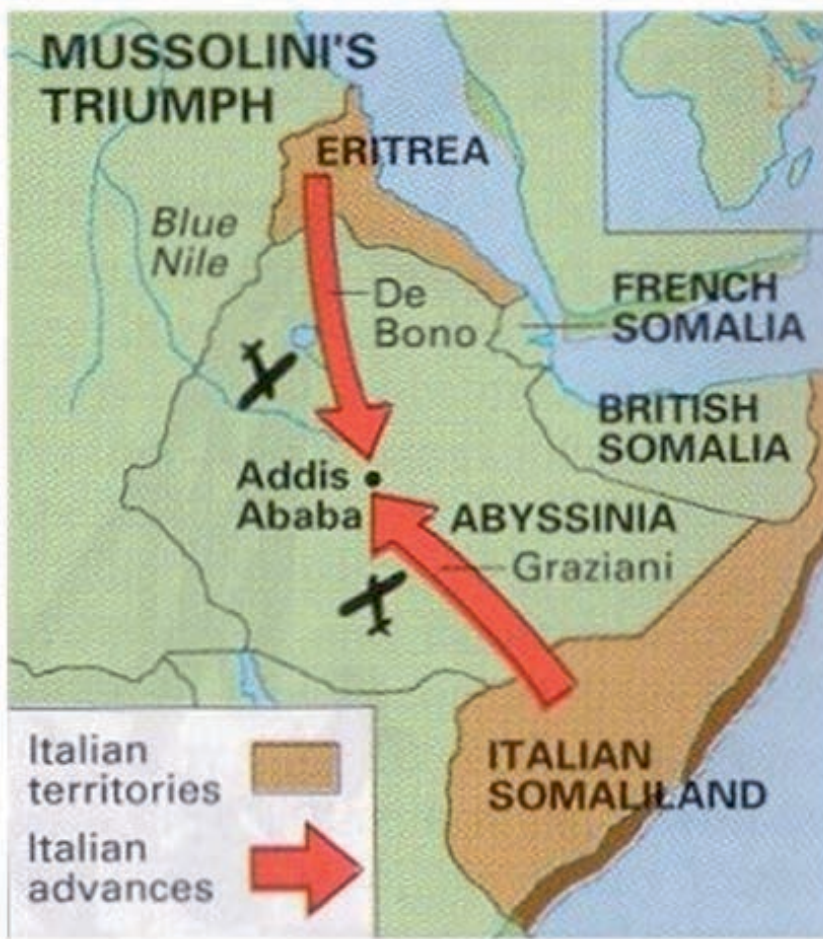 MUSSOLINI'S
TRIUMPH
ERITREA
Blue
Nile
De
Bono
FRENCH
SOMALIA
BRITISH
SOMALIA
Addis
Ababa
ABYSSINIA
Graziani
ITALIAN
SOMALILAND
Italian
territories
Italian
advances